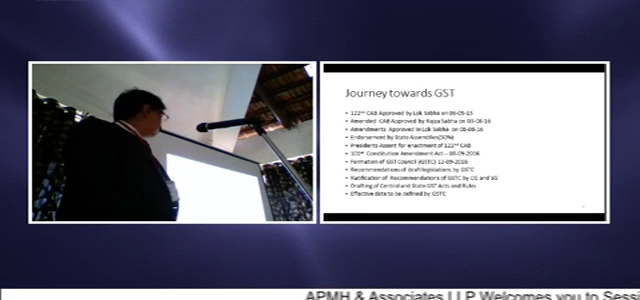 Journey towards GST
• 122nd CAB Approved by Lok Sabha on 06-05-15
• Amended CAB Approved by Rajya Sabha on 03-08-16
• Amendments Approved in Lok Sabha on 08-08-16
• Endorsement by State Assemblies(50%)
• Presidents Assent for enactment of 122nd CAB
• 101st Constitution Amendment Act – 08-09-2016
• Formation of GST Council (GSTC) 12-09-2016
• Recommendations of draft legislations by GSTC
• Ratification of Recommendations of GSTC by CG and SG
• Drafting of Central and State GST Acts and Rules
• Effective date to be defined by GSTC
APMH & Associates LLP Welcomes you to Sessi